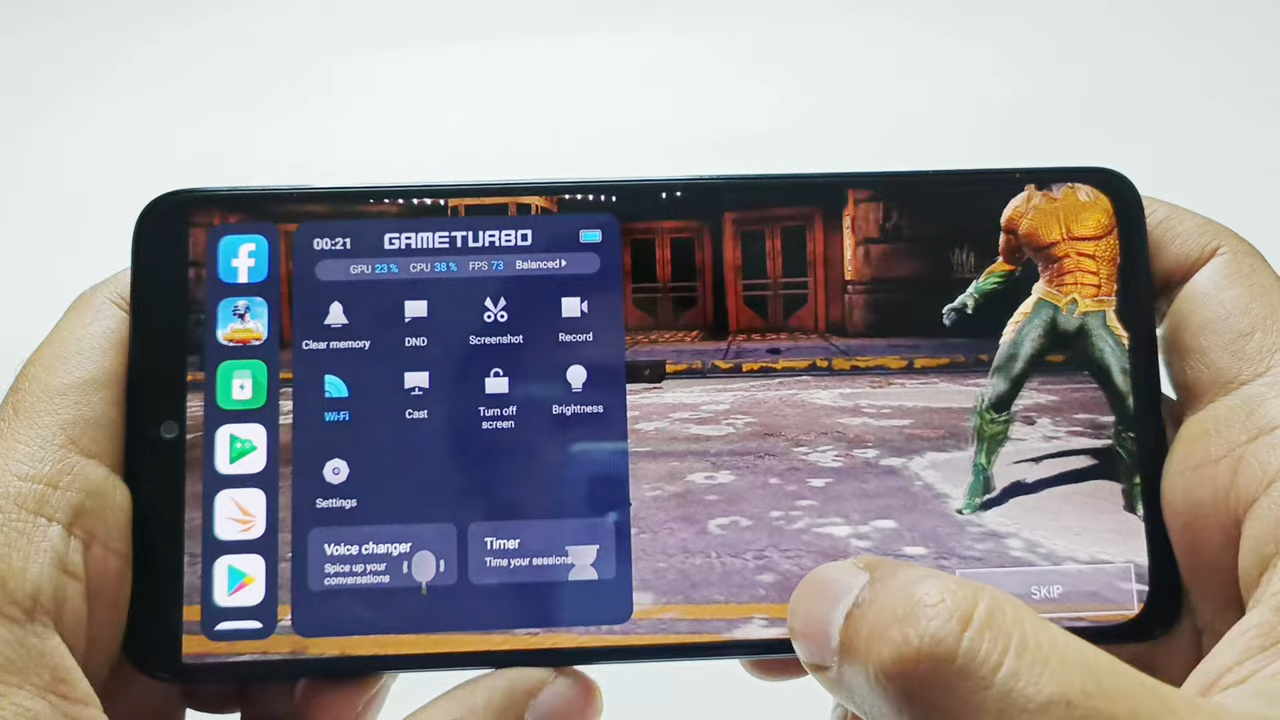 00:21 GAMETURBO
GPU 23% CPU 38% FPS 73 Balanced
Clear memory DND Screenshot Record
Wi-Fi Cast Turn off screen Brightness
Settings
Voice changer
Spice up your
conversations
Timer
Time your sessions
SKIP